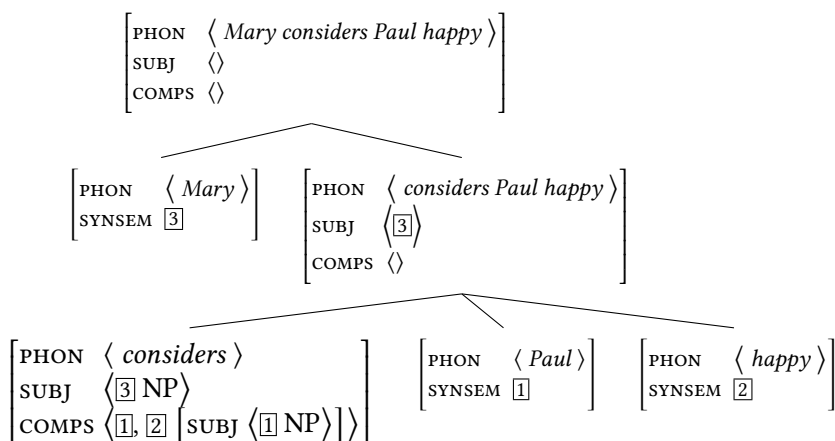 PHON ⟨ Mary considers Paul happy ⟩
SUBJ ⟨⟩
COMPS ⟨⟩
PHON ⟨ Mary ⟩
SYNSEM 3
PHON ⟨ considers Paul happy ⟩
SUBJ ⟨3⟩
COMPS ⟨⟩
PHON ⟨ considers ⟩
SUBJ ⟨3 NP⟩
COMPS ⟨1, 2 [SUBJ ⟨1 NP⟩]⟩
PHON ⟨ Paul ⟩
SYNSEM 1
PHON ⟨ happy ⟩
SYNSEM 2